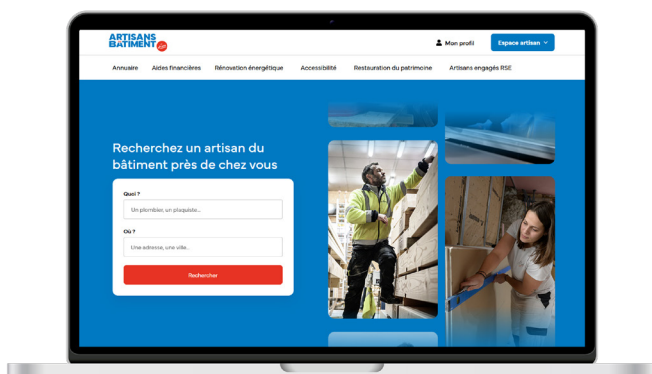 ARTISANS
BÂTIMENT
Mon profil
Espace artisan
Annuaire
Aides financières
Rénovation énergétique
Accessibilité
Restauration du patrimoine
Artisans engagés RSE
Recherchez un artisan du
bâtiment près de chez vous
Quoi ?
Un plombier, un plaquiste...
Où ?
Une adresse, une ville...
Rechercher